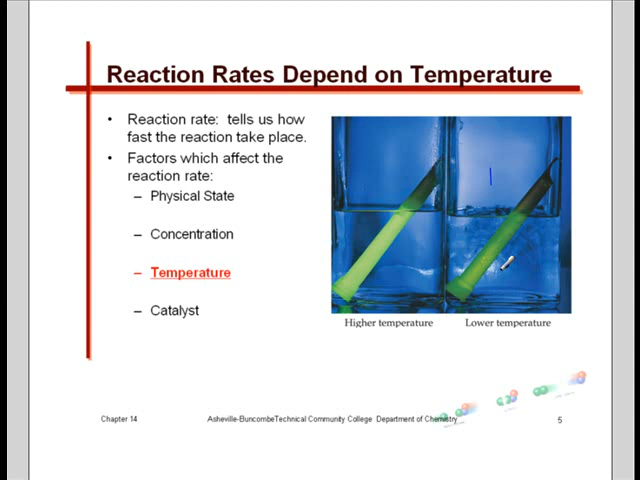 Reaction Rates Depend on Temperature
• Reaction rate: tells us how
fast the reaction take place.
• Factors which affect the
reaction rate:
– Physical State
– Concentration
– Temperature
– Catalyst
Higher temperature
Lower temperature
Chapter 14
Asheville-BuncombeTechnical Community College Department of Chemistry
5